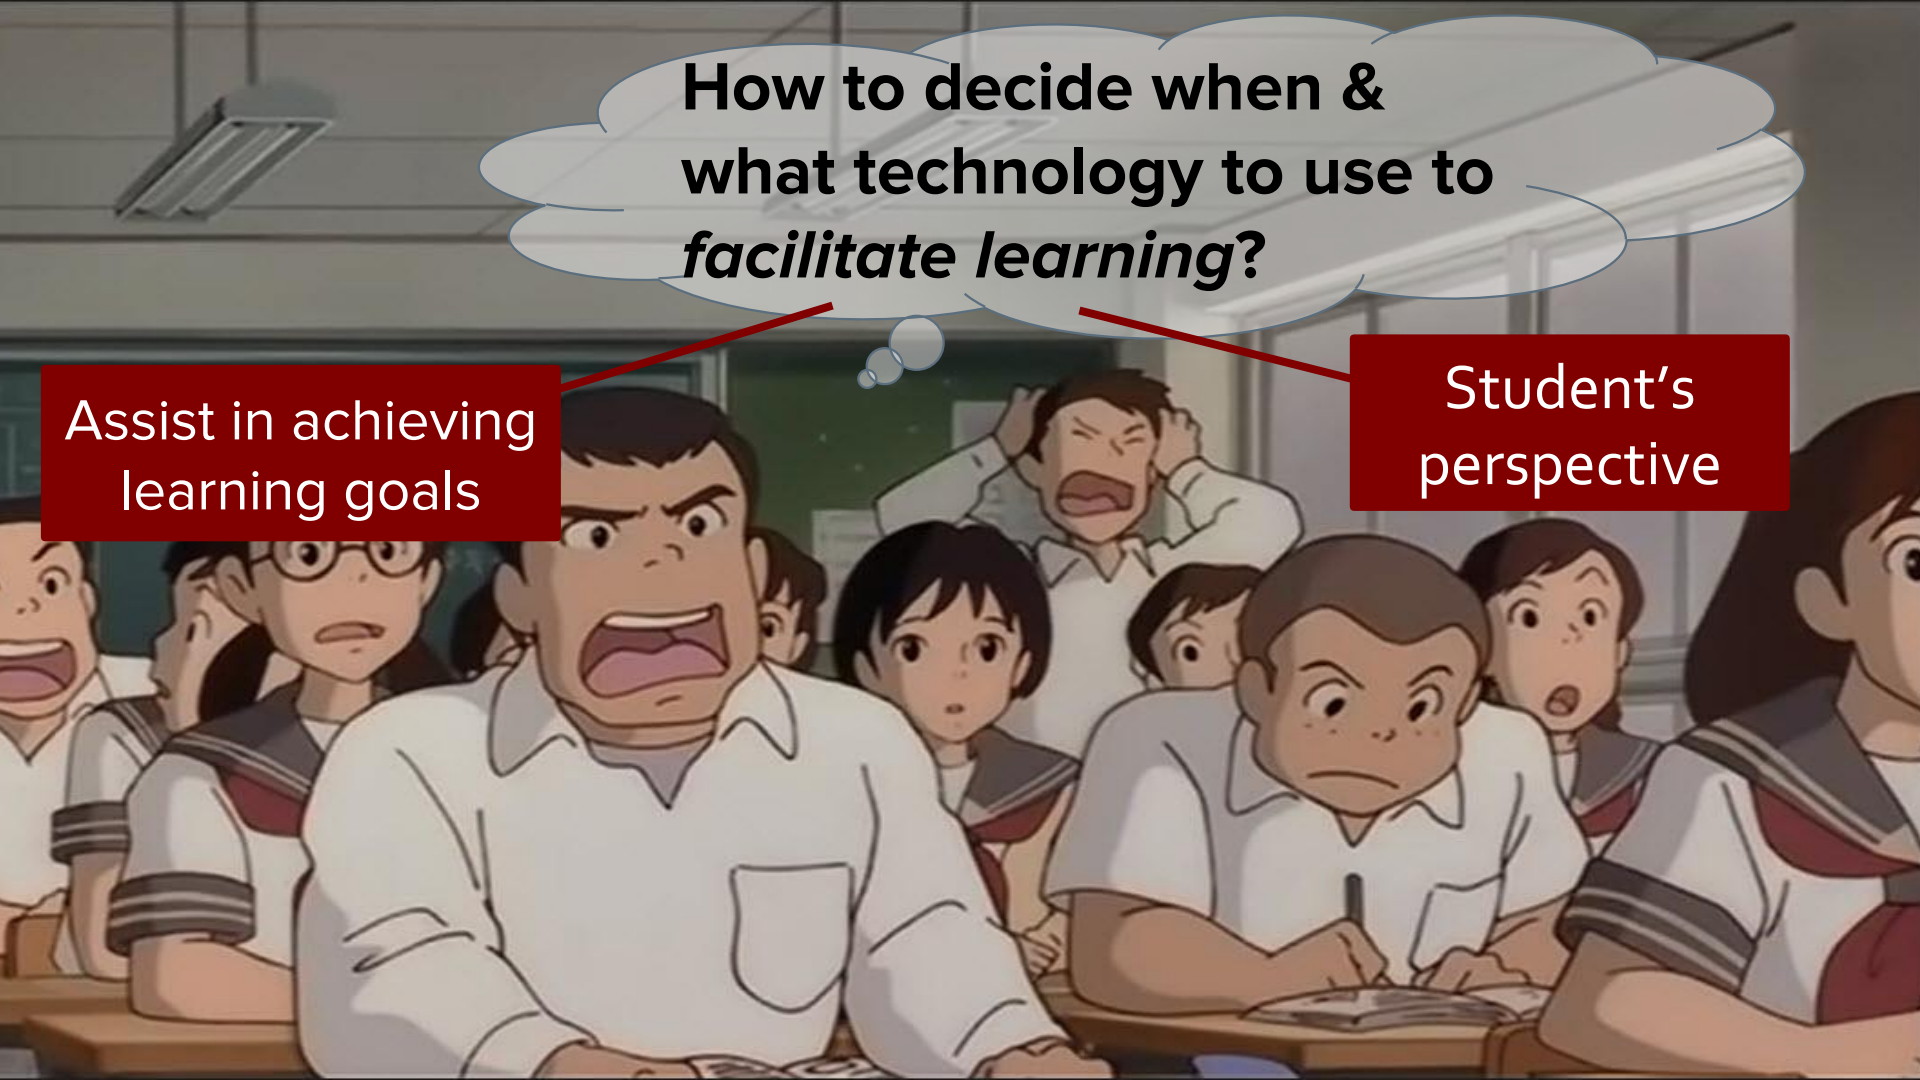 How to decide when &
what technology to use to
facilitate learning?
Assist in achieving
learning goals
Student’s
perspective